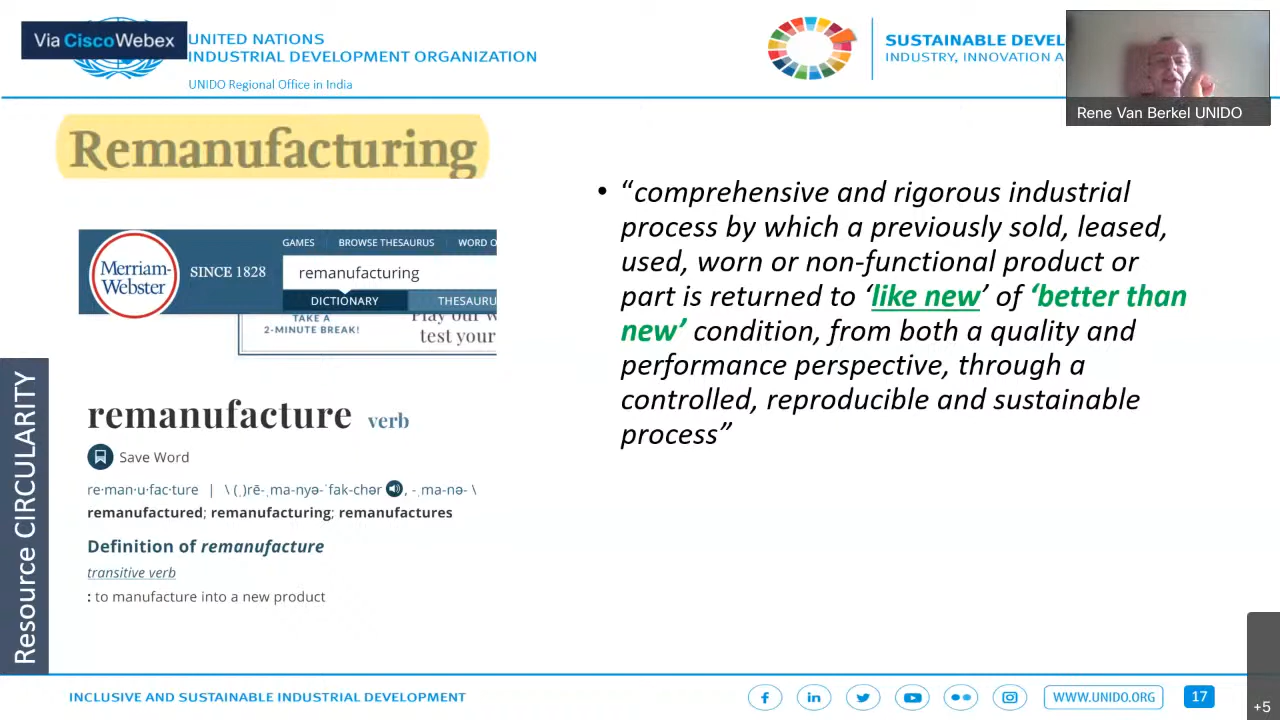 Via CiscoWebex
UNITED NATIONS
INDUSTRIAL DEVELOPMENT ORGANIZATION
UNIDO Regional Office in India
SUSTAINABLE DEVEL
INDUSTRY, INNOVATION A
Rene Van Berkel UNIDO
Remanufacturing
Merriam-
Webster
SINCE 1828
GAMES
BROWSE THESAURUS
WORD O
remanufacturing
DICTIONARY
THESAURU
TAKE A
2-MINUTE BREAK!
Play our w
test your
remanufacture verb
Save Word
re·man·u·fac·ture | \ (ˌ)rē-ˌma-nyə-ˈfak-chər , -ˌma-nə- \
remanufactured; remanufacturing; remanufactures
Definition of remanufacture
transitive verb
: to manufacture into a new product
• “comprehensive and rigorous industrial
process by which a previously sold, leased,
used, worn or non-functional product or
part is returned to ‘like new’ of ‘better than
new’ condition, from both a quality and
performance perspective, through a
controlled, reproducible and sustainable
process”
Resource CIRCULARITY
INCLUSIVE AND SUSTAINABLE INDUSTRIAL DEVELOPMENT
WWW.UNIDO.ORG
17
+5